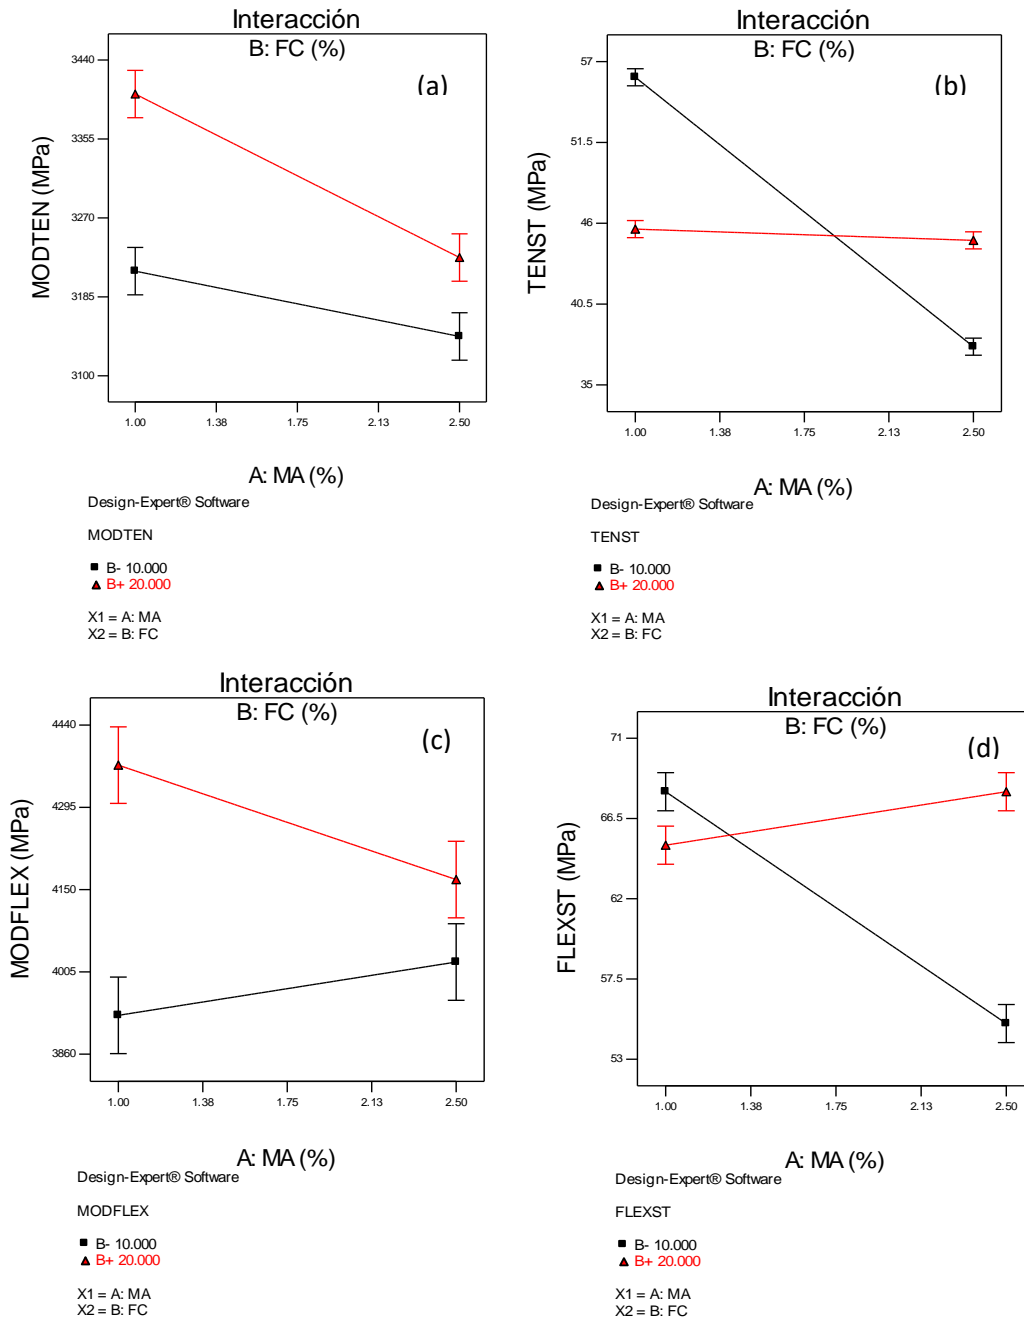 Interacción
B: FC (%)
(a)
3440
3355
3270
3185
3100
MODTEN (MPa)
1.00 1.38 1.75 2.13 2.50
A: MA (%)
Design-Expert® Software
MODTEN
B- 10.000
B+ 20.000
X1 = A: MA
X2 = B: FC
Interacción
B: FC (%)
(b)
57
51.5
46
40.5
35
TENST (MPa)
1.00 1.38 1.75 2.13 2.50
A: MA (%)
Design-Expert® Software
TENST
B- 10.000
B+ 20.000
X1 = A: MA
X2 = B: FC
Interacción
B: FC (%)
(c)
4440
4295
4150
4005
3860
MODFLEX (MPa)
1.00 1.38 1.75 2.13 2.50
A: MA (%)
Design-Expert® Software
MODFLEX
B- 10.000
B+ 20.000
X1 = A: MA
X2 = B: FC
Interacción
B: FC (%)
(d)
71
66.5
62
57.5
53
FLEXST (MPa)
1.00 1.38 1.75 2.13 2.50
A: MA (%)
Design-Expert® Software
FLEXST
B- 10.000
B+ 20.000
X1 = A: MA
X2 = B: FC